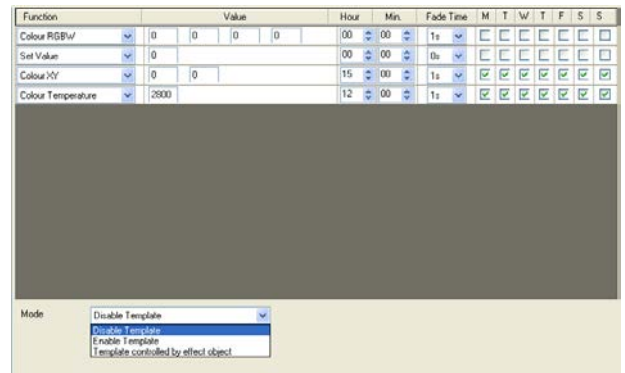 Function Value Hour Min. Fade Time M T W T F S S
Colour RGBW 0 0 0 0 00 00 1s
Set Value 0 00 00 0s
Colour XY 0 0 15 00 1s
Colour Temperature 2800 12 00 1s
Mode Disable Template
Disable Template
Enable Template
Template controlled by effect object